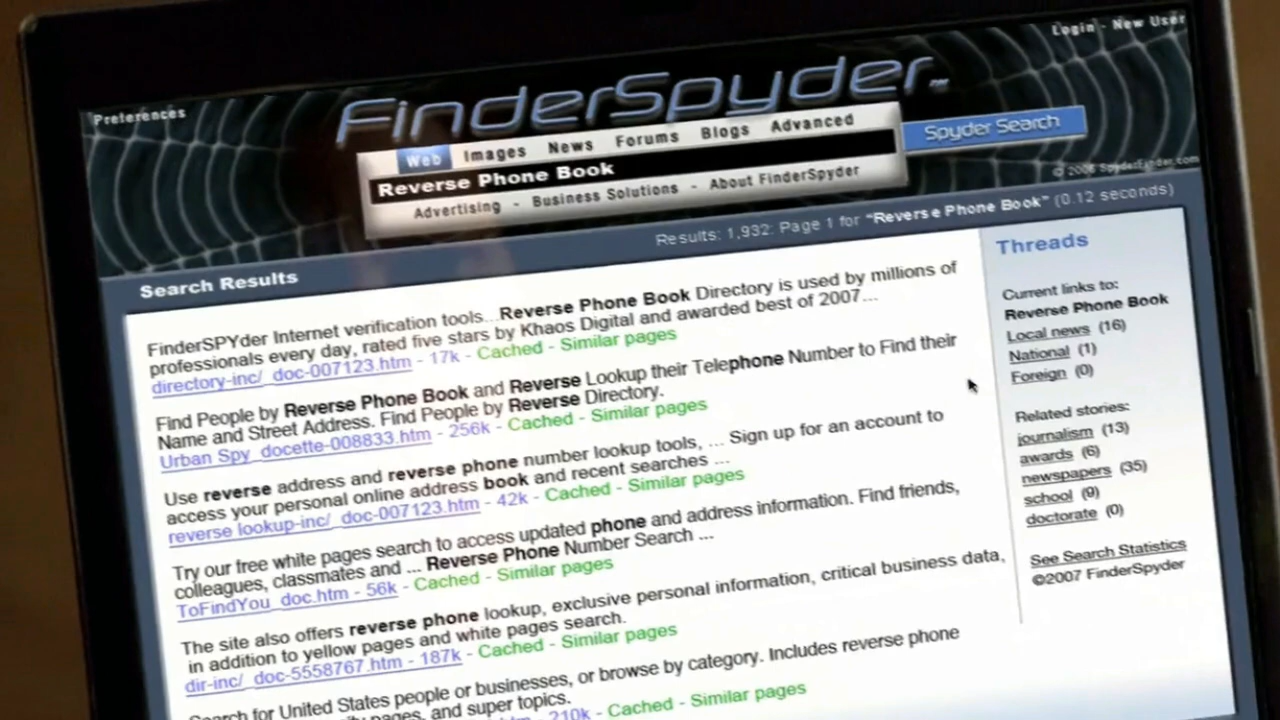 Login - New User
Preferences
FinderSpyder
Web Images News Forums Blogs Advanced
Reverse Phone Book
Spyder Search
Advertising - Business Solutions - About FinderSpyder
© 2006 SpyderFinder.com
Results: 1,932: Page 1 for "Reverse Phone Book" (0.12 seconds)
Search Results
FinderSPYder Internet verification tools...Reverse Phone Book Directory is used by millions of
professionals every day, rated five stars by Khaos Digital and awarded best of 2007...
directory-inc/_doc-007123.htm - 17k - Cached - Similar pages
Find People by Reverse Phone Book and Reverse Lookup their Telephone Number to Find their
Name and Street Address. Find People by Reverse Directory.
Urban Spy_docette-008833.htm - 256k - Cached - Similar pages
Use reverse address and reverse phone number lookup tools, ... Sign up for an account to
access your personal online address book and recent searches ...
reverse lookup-inc/_doc-007123.htm - 42k - Cached - Similar pages
Try our free white pages search to access updated phone and address information. Find friends,
colleagues, classmates and ... Reverse Phone Number Search ...
ToFindYou_doc.htm - 56k - Cached - Similar pages
The site also offers reverse phone lookup, exclusive personal information, critical business data,
in addition to yellow pages and white pages search.
dir-inc/_doc-5558767.htm - 187k - Cached - Similar pages
Search for United States people or businesses, or browse by category. Includes reverse phone
pages, and super topics.
210k - Cached - Similar pages
Threads
Current links to:
Reverse Phone Book
Local news (16)
National (1)
Foreign (0)
Related stories:
journalism (13)
awards (6)
newspapers (35)
school (9)
doctorate (0)
See Search Statistics
©2007 FinderSpyder